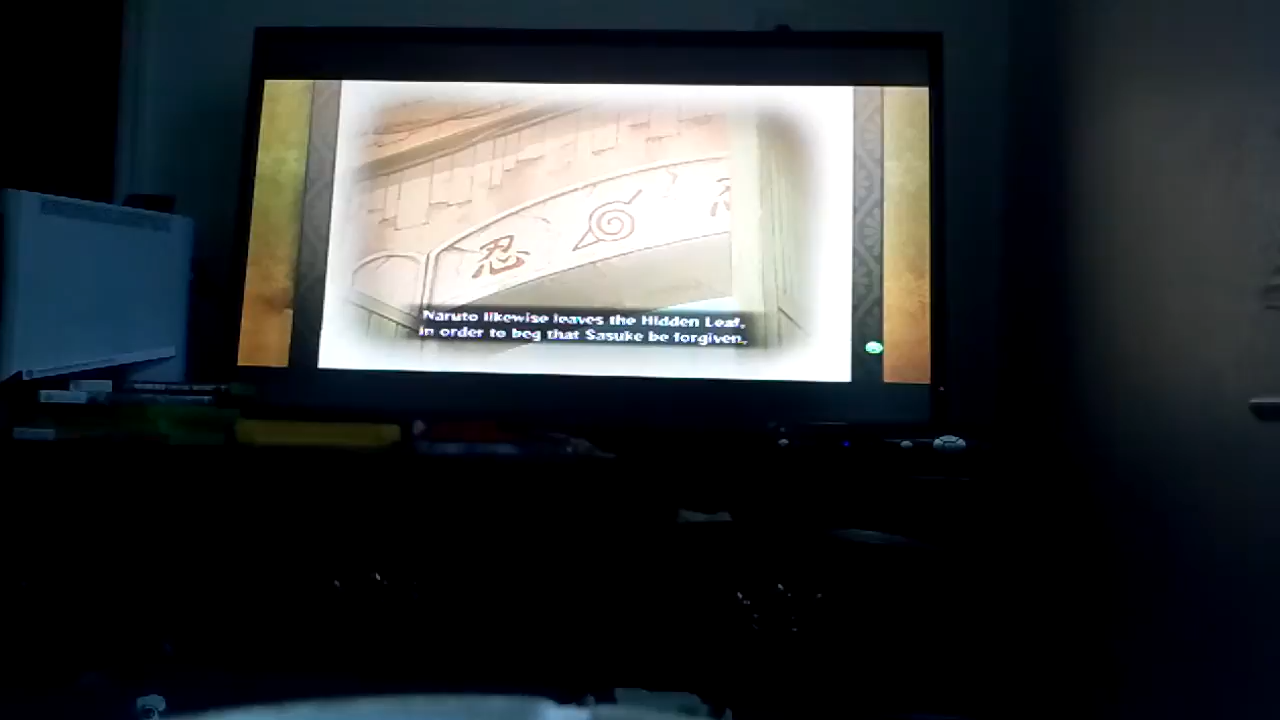 忍
Naruto likewise leaves the Hidden Leaf,
in order to beg that Sasuke be forgiven.